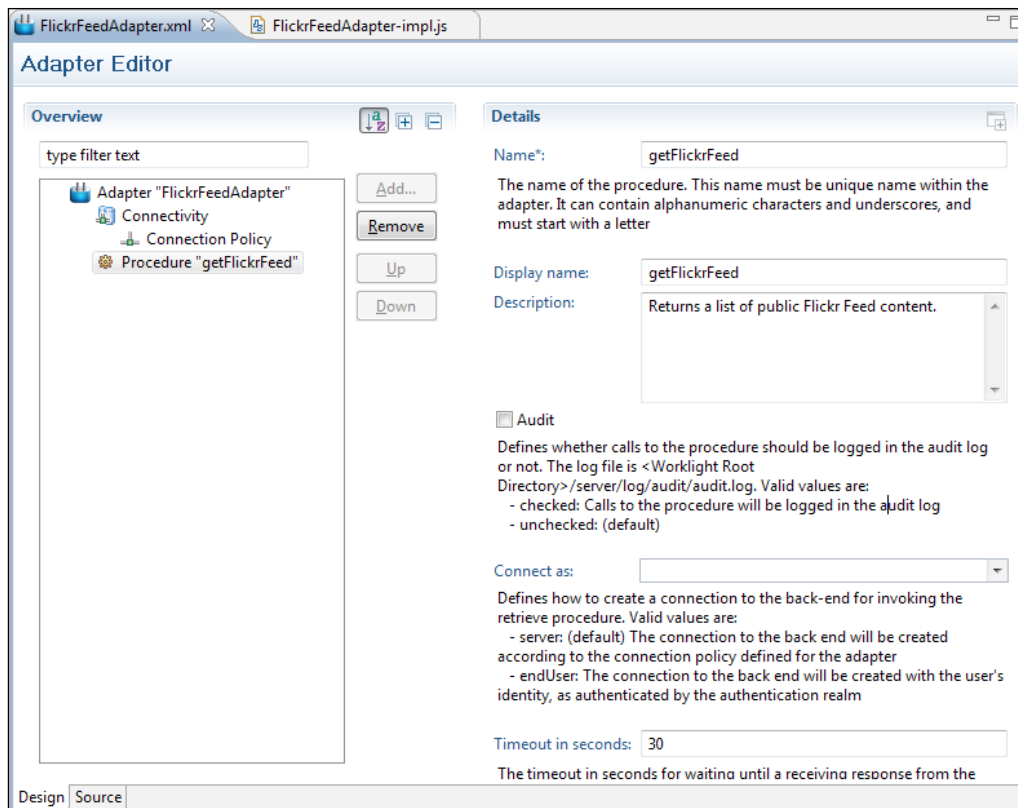 FlickrFeedAdapter.xml
FlickrFeedAdapter-impl.js
Adapter Editor
Overview
type filter text
Adapter "FlickrFeedAdapter"
Connectivity
Connection Policy
Procedure "getFlickrFeed"
Add...
Remove
Up
Down
Details
Name*:
getFlickrFeed
The name of the procedure. This name must be unique name within the
adapter. It can contain alphanumeric characters and underscores, and
must start with a letter
Display name:
getFlickrFeed
Description:
Returns a list of public Flickr Feed content.
Audit
Defines whether calls to the procedure should be logged in the audit log
or not. The log file is <Worklight Root
Directory>/server/log/audit/audit.log. Valid values are:
- checked: Calls to the procedure will be logged in the audit log
- unchecked: (default)
Connect as:
Defines how to create a connection to the back-end for invoking the
retrieve procedure. Valid values are:
- server: (default) The connection to the back end will be created
according to the connection policy defined for the adapter
- endUser: The connection to the back end will be created with the user's
identity, as authenticated by the authentication realm
Timeout in seconds:
30
The timeout in seconds for waiting until a receiving response from the
Design
Source